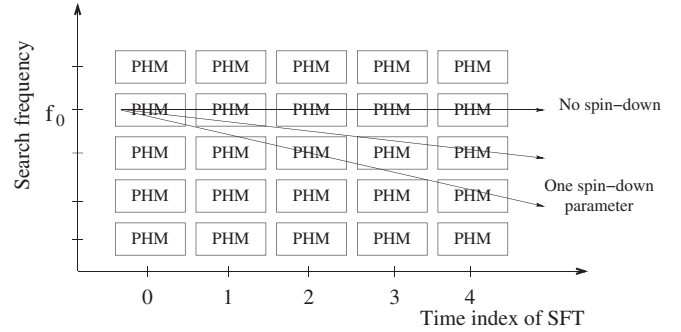 PHM PHM PHM PHM PHM
Search frequency
f0
PHM PHM PHM PHM PHM
No spin-down
PHM PHM PHM PHM PHM
PHM PHM PHM PHM PHM
One spin-down
parameter
PHM PHM PHM PHM PHM
0 1 2 3 4
Time index of SFT